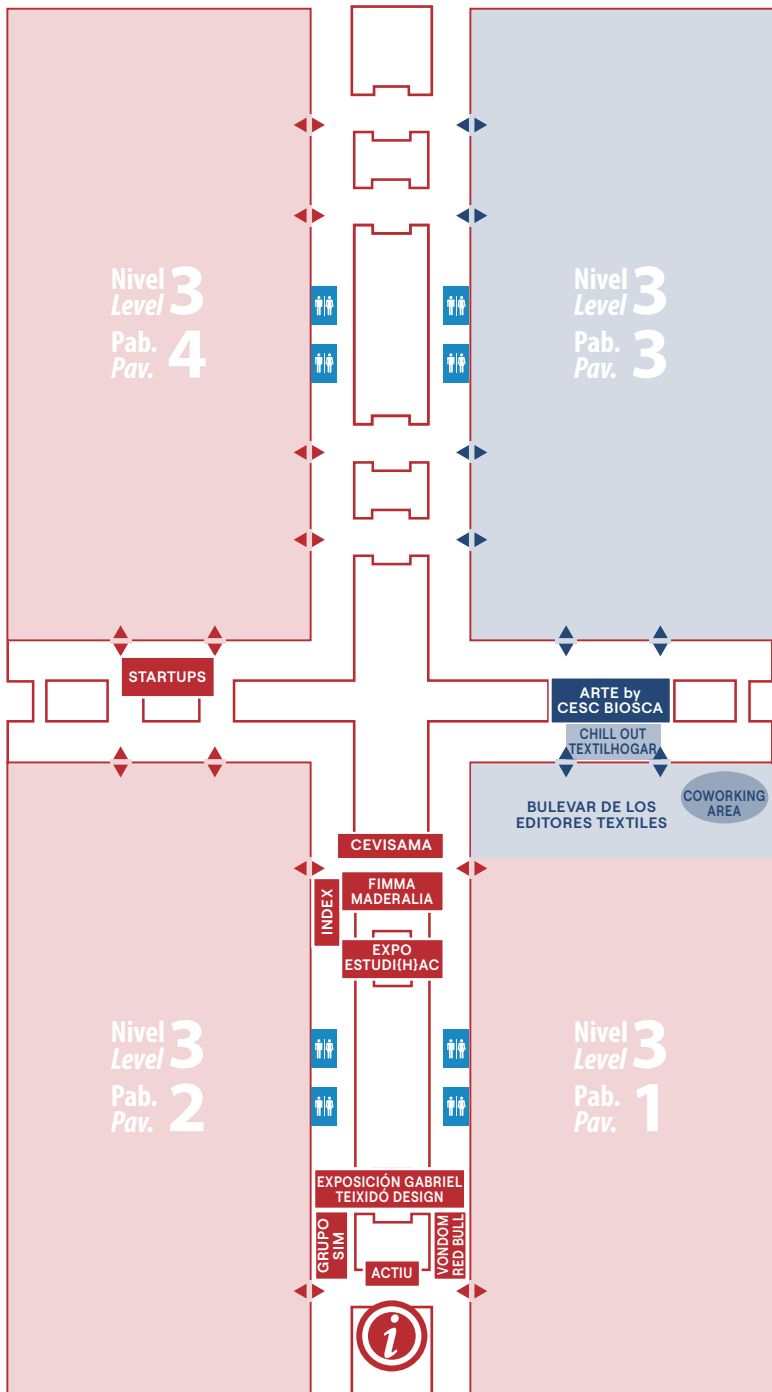 Nivel 3
Level
Pab. 4
Pav.
Nivel 3
Level
Pab. 3
Pav.
STARTUPS
ARTE by
CESC BIOSCA
CHILL OUT
TEXTILHOGAR
COWORKING
AREA
BULEVAR DE LOS
EDITORES TEXTILES
CEVISAMA
FIMMA
MADERALIA
INDEX
EXPO
ESTUDI{H}AC
Nivel 3
Level
Pab. 2
Pav.
Nivel 3
Level
Pab. 1
Pav.
EXPOSICIÓN GABRIEL
TEIXIDÓ DESIGN
GRUPO
SIM
VONDOM
RED BULL
ACTIU
i